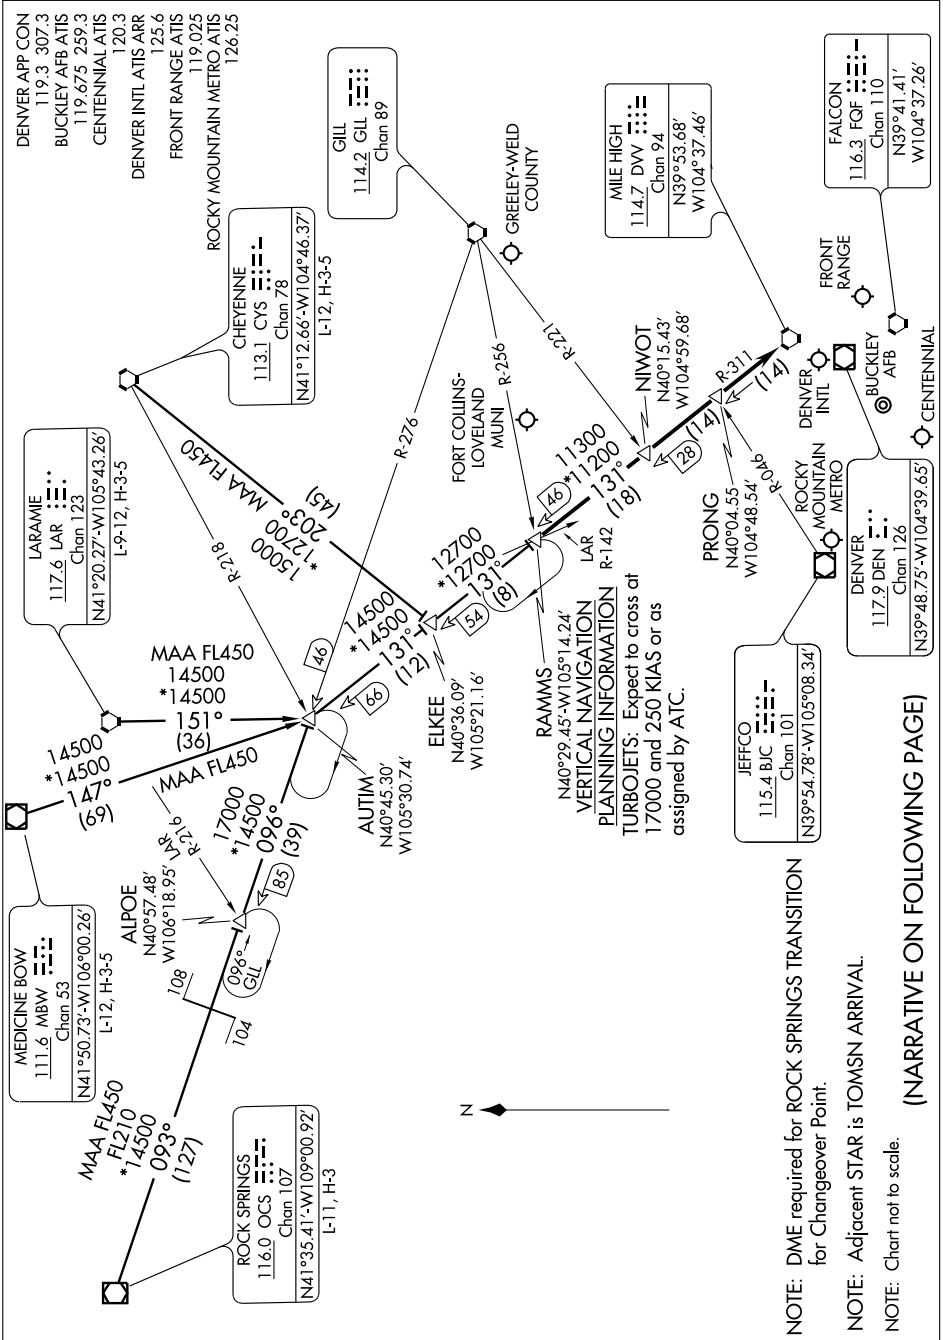 DENVER APP CON
119.3 307.3
BUCKLEY AFB ATIS
119.675 259.3
CENTENNIAL ATIS
120.3
DENVER INTL ATIS ARR
125.6
FRONT RANGE ATIS
119.025
ROCKY MOUNTAIN METRO ATIS
126.25
MEDICINE BOW
111.6 MBW
Chan 53
N41°50.73'-W106°00.26'
L-12, H-3-5
LARAMIE
117.6 LAR
Chan 123
N41°20.27'-W105°43.26'
L-9-12, H-3-5
CHEYENNE
113.1 CYS
Chan 78
N41°12.66'-W104°46.37'
L-12, H-3-5
GILL
114.2 GLL
Chan 89
MILE HIGH
114.7 DVV
Chan 94
N39°53.68'
W104°37.46'
FALCON
116.3 FQF
Chan 110
N39°41.41'
W104°37.26'
ROCK SPRINGS
116.0 OCS
Chan 107
N41°35.41'-W109°00.92'
L-11, H-3
JEFFCO
115.4 BJC
Chan 101
N39°54.78'-W105°08.34'
DENVER
117.9 DEN
Chan 126
N39°48.75'-W104°39.65'
MAA FL450
FL210
*14500
093°
(127)
108
104
ALPOE
N40°57.48'
W106°18.95'
096°
GLL
85
LAR
R-216
17000
*14500
096°
(39)
14500
*14500
147°
(69)
MAA FL450
MAA FL450
14500
*14500
151°
(36)
R-218
MAA FL450
15000
*12700
203°
(45)
AUTIM
N40°45.30'
W105°30.74'
46
66
R-276
14500
*14500
131°
(12)
ELKEE
N40°36.09'
W105°21.16'
54
12700
*12700
131°
(8)
RAMMS
N40°29.45'-W105°14.24'
46
LAR
R-142
R-256
11300
*11200
131°
(18)
R-221
NIWOT
N40°15.43'
W104°59.68'
28
(14)
PRONG
N40°04.55
W104°48.54'
R-046
R-311
(14)
GREELEY-WELD
COUNTY
FORT COLLINS-
LOVELAND
MUNI
FRONT
RANGE
DENVER
INTL
BUCKLEY
AFB
CENTENNIAL
ROCKY
MOUNTAIN
METRO
VERTICAL NAVIGATION
PLANNING INFORMATION
TURBOJETS: Expect to cross at
17000 and 250 KIAS or as
assigned by ATC.
N
NOTE: DME required for ROCK SPRINGS TRANSITION
for Changeover Point.
NOTE: Adjacent STAR is TOMSN ARRIVAL.
NOTE: Chart not to scale.
(NARRATIVE ON FOLLOWING PAGE)